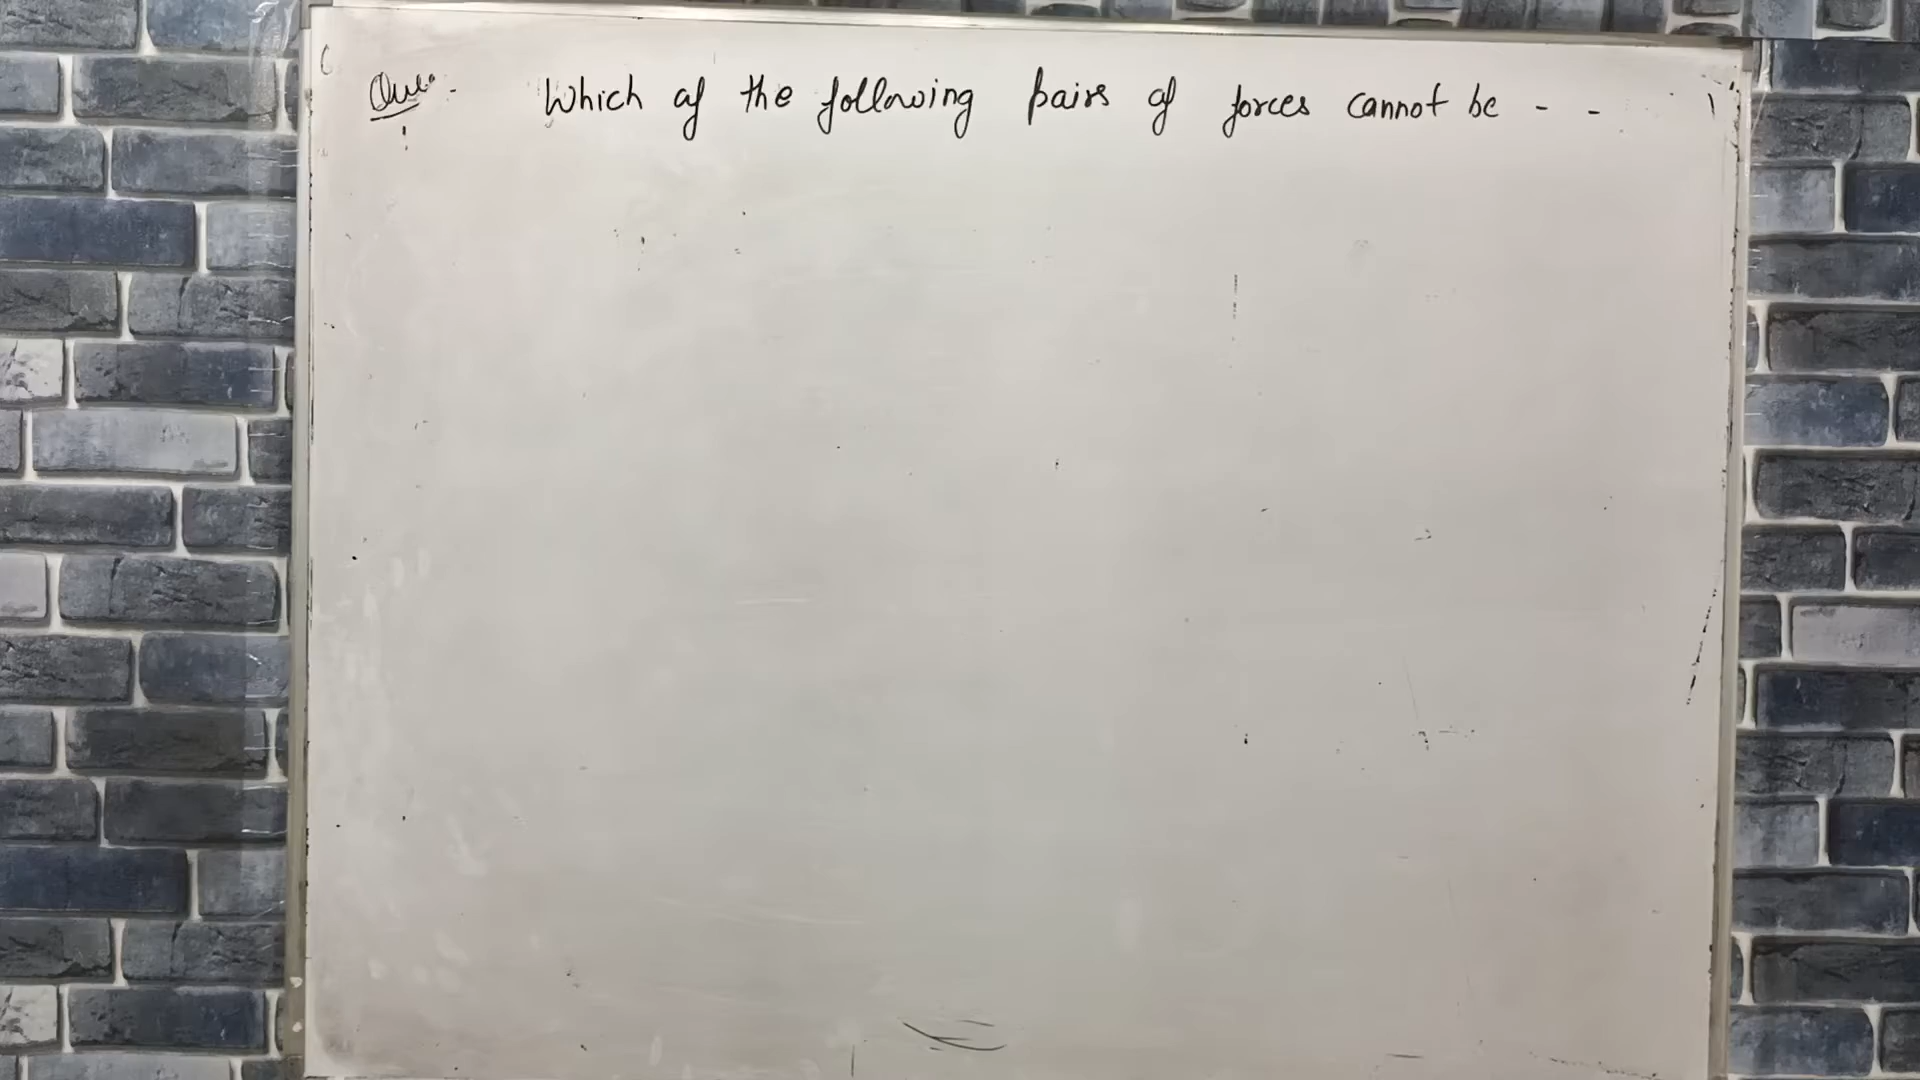 Que. - Which of the following pairs of forces cannot be - -